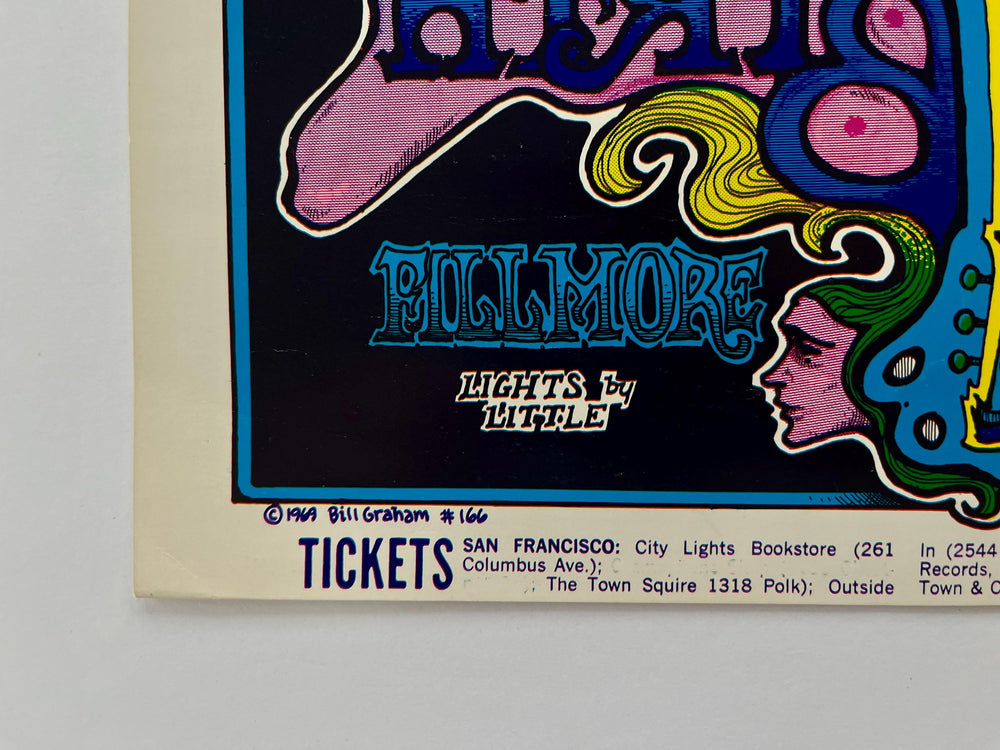 FILLMORE
LIGHTS by
LITTLE
© 1969 Bill Graham #166
TICKETS
SAN FRANCISCO: City Lights Bookstore (261
Columbus Ave.);
The Town Squire 1318 Polk); Outside
In (2544
Records,
Town & C